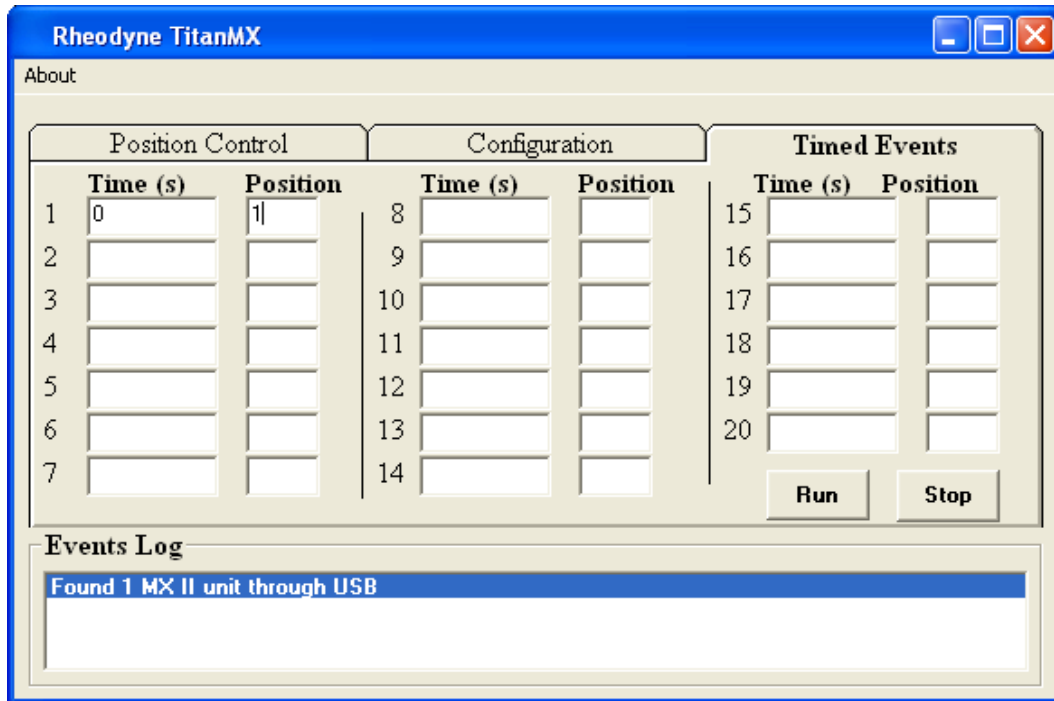 Rheodyne TitanMX
About
Position Control Configuration Timed Events
Time (s) Position Time (s) Position Time (s) Position
1 0 1 8 15
2 9 16
3 10 17
4 11 18
5 12 19
6 13 20
7 14
Run Stop
Events Log
Found 1 MX II unit through USB